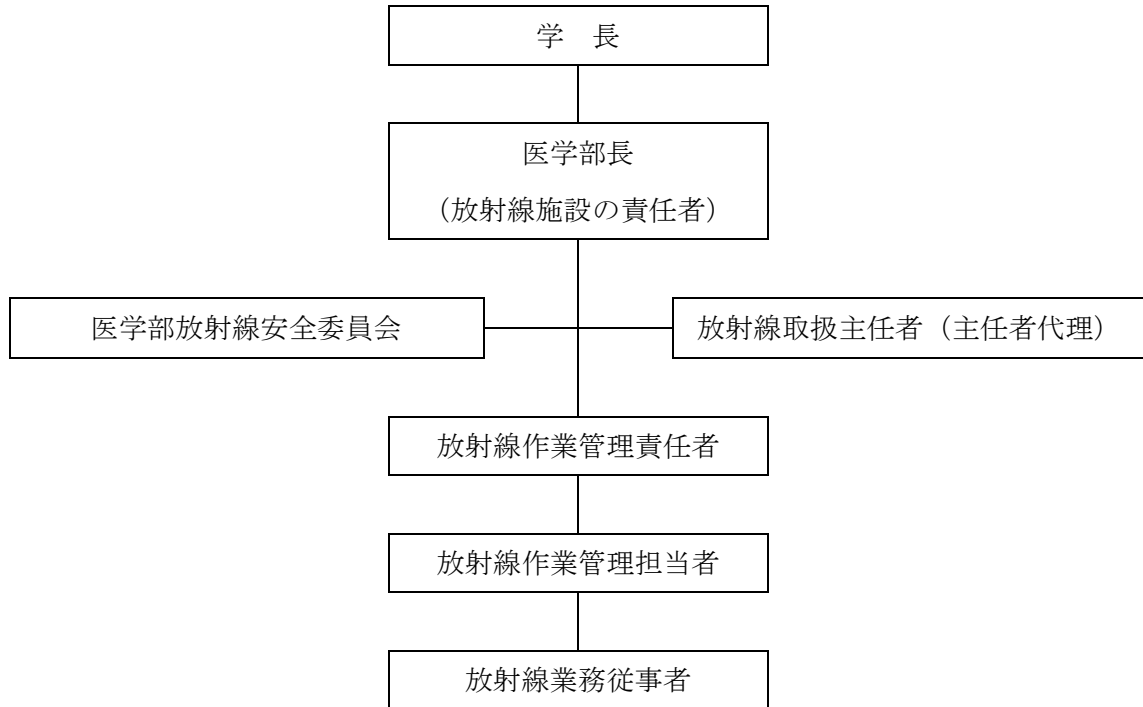 学　長
医学部長
（放射線施設の責任者）
医学部放射線安全委員会
放射線取扱主任者（主任者代理）
放射線作業管理責任者
放射線作業管理担当者
放射線業務従事者